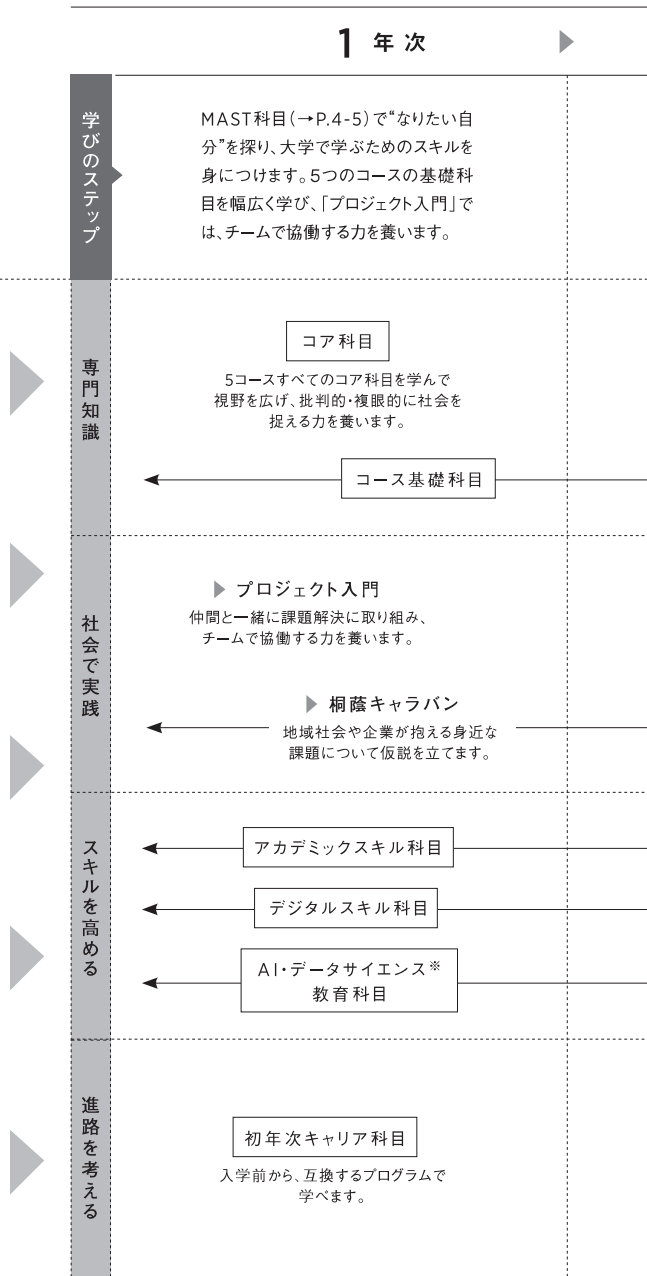 1 年次
学びのステップ
MAST科目(→P.4-5)で“なりたい自
分”を探り、大学で学ぶためのスキルを
身につけます。5つのコースの基礎科
目を幅広く学び、「プロジェクト入門」で
は、チームで協働する力を養います。
専門知識
コア科目
5コースすべてのコア科目を学んで
視野を広げ、批判的・複眼的に社会を
捉える力を養います。
コース基礎科目
社会で実践
プロジェクト入門
仲間と一緒に課題解決に取り組み、
チームで協働する力を養います。
桐蔭キャラバン
地域社会や企業が抱える身近な
課題について仮説を立てます。
スキルを高める
アカデミックスキル科目
デジタルスキル科目
AI・データサイエンス※
教育科目
進路を考える
初年次キャリア科目
入学前から、互換するプログラムで
学べます。